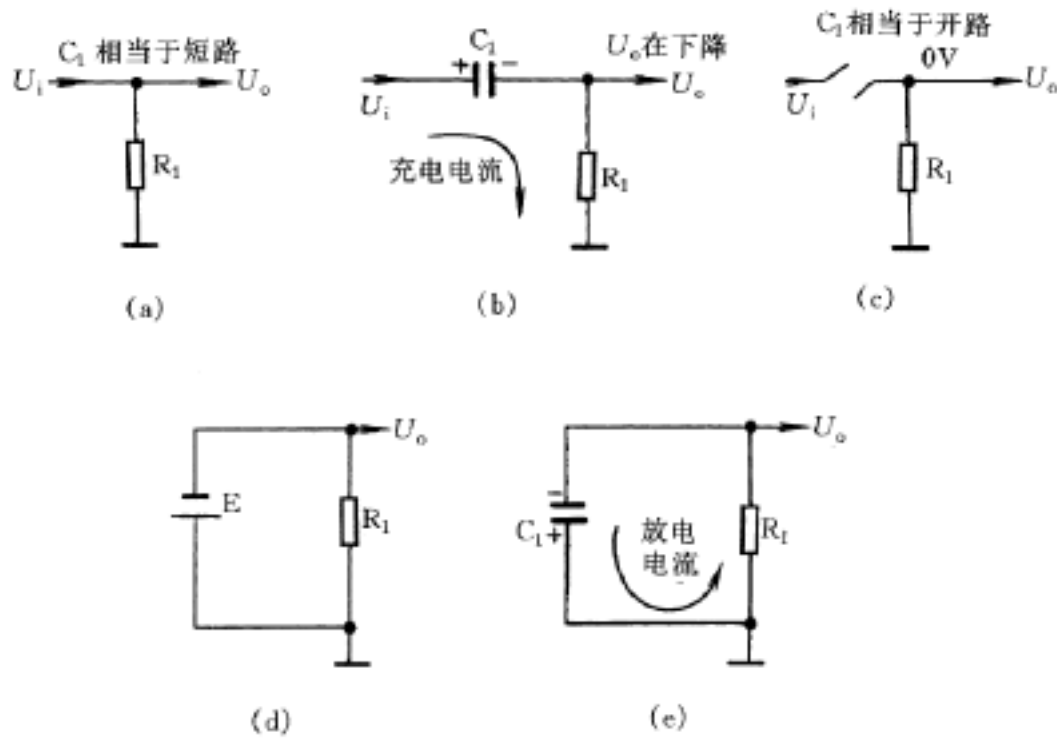 C₁ 相当于短路
Uᵢ
Uₒ
R₁
(a)
C₁
+
-
Uₒ在下降
Uᵢ
Uₒ
充电电流
R₁
(b)
C₁相当于开路
0V
Uᵢ
Uₒ
R₁
(c)
Uₒ
E
R₁
(d)
Uₒ
-
C₁+
放电
电流
R₁
(e)